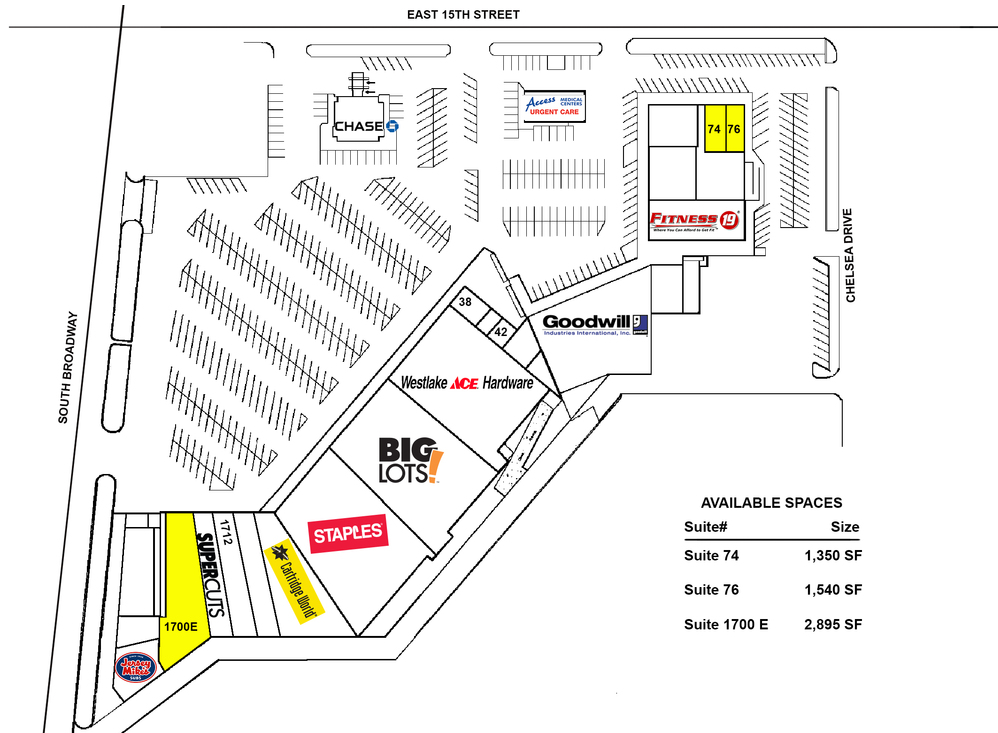 EAST 15TH STREET
CHASE
Access MEDICAL CENTERS
URGENT CARE
74 76
FITNESS 19
Where You Can Afford to Get Fit
CHELSEA DRIVE
SOUTH BROADWAY
38
42
Goodwill
Industries International, Inc.
Westlake ACE Hardware
BIG
LOTS!
STAPLES
1712
SUPERCUTS
Cartridge World
1700E
Jersey
Mike's
SUBS
AVAILABLE SPACES
Suite# Size
Suite 74 1,350 SF
Suite 76 1,540 SF
Suite 1700 E 2,895 SF